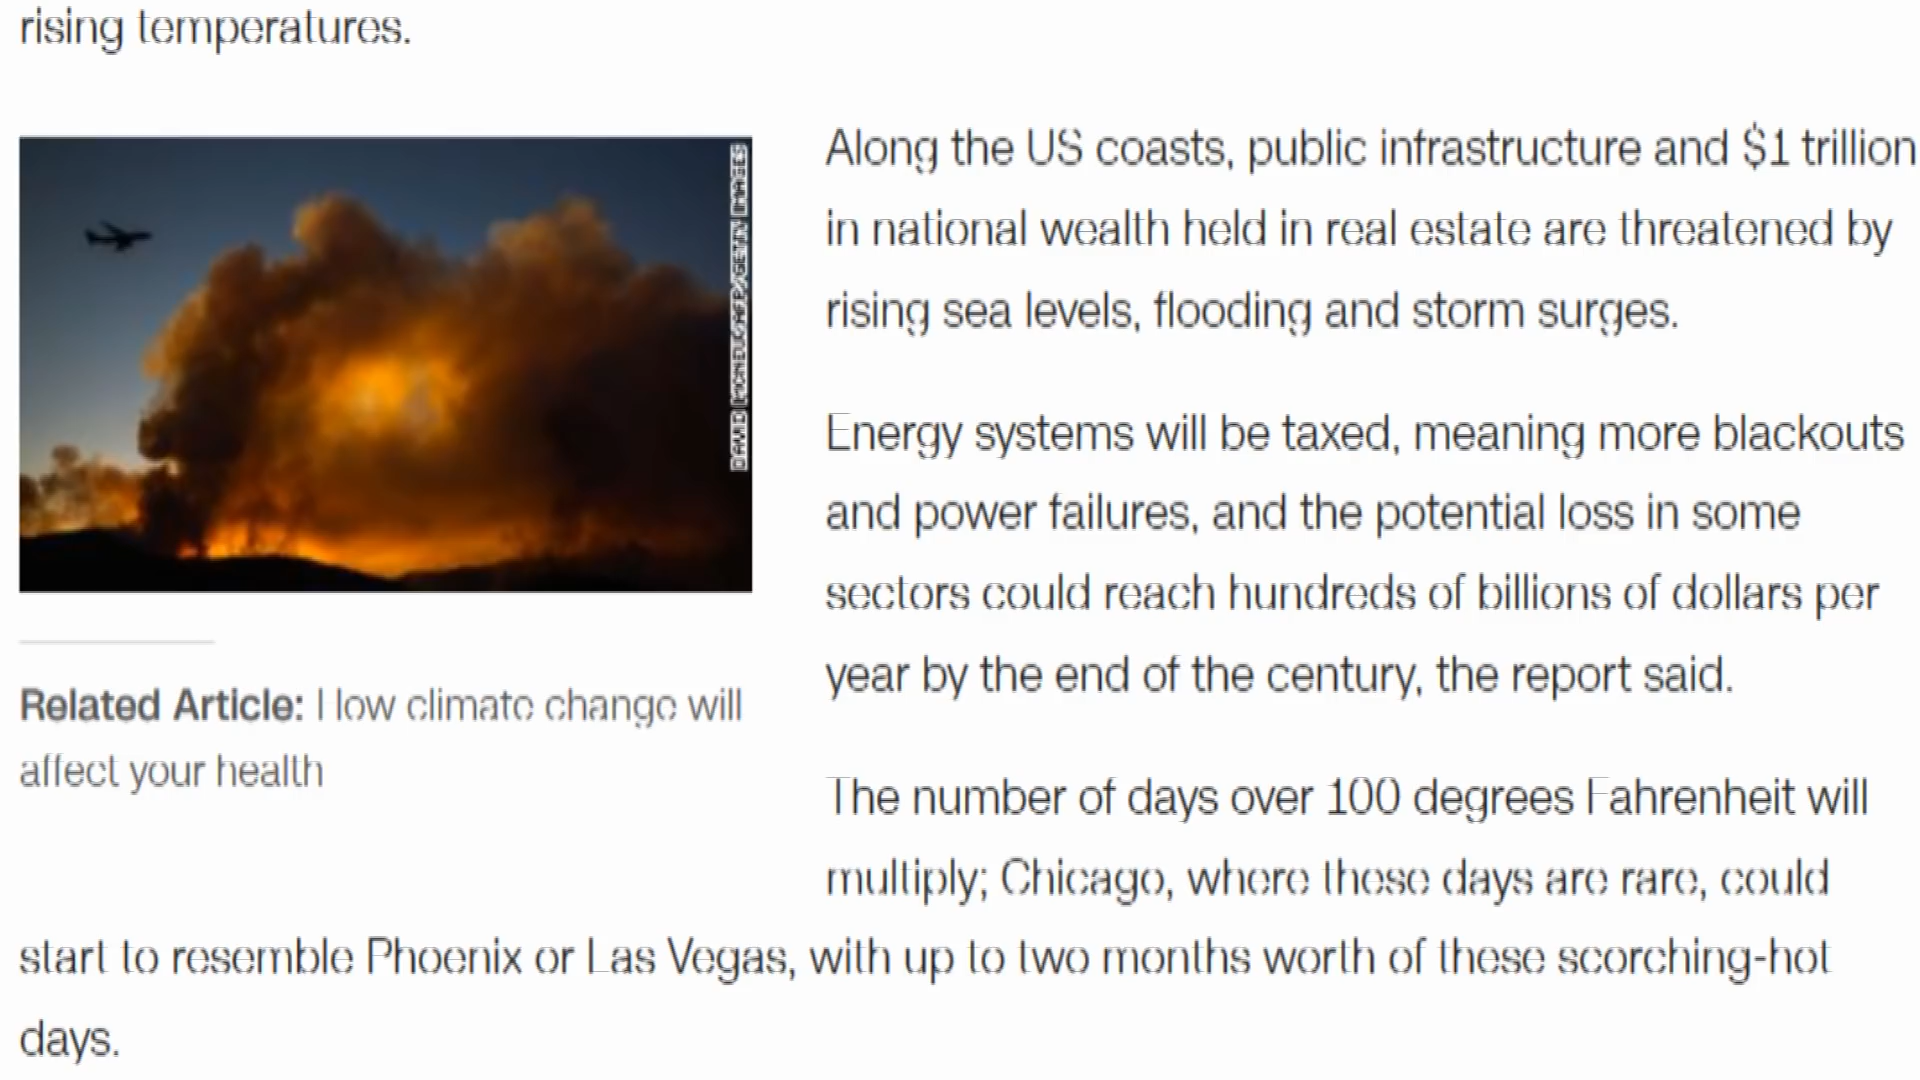 rising temperatures.
DAVID MCNEW/AFP/GETTY IMAGES
Related Article: How climate change will
affect your health
Along the US coasts, public infrastructure and $1 trillion
in national wealth held in real estate are threatened by
rising sea levels, flooding and storm surges.
Energy systems will be taxed, meaning more blackouts
and power failures, and the potential loss in some
sectors could reach hundreds of billions of dollars per
year by the end of the century, the report said.
The number of days over 100 degrees Fahrenheit will
multiply; Chicago, where these days are rare, could
start to resemble Phoenix or Las Vegas, with up to two months worth of these scorching-hot
days.